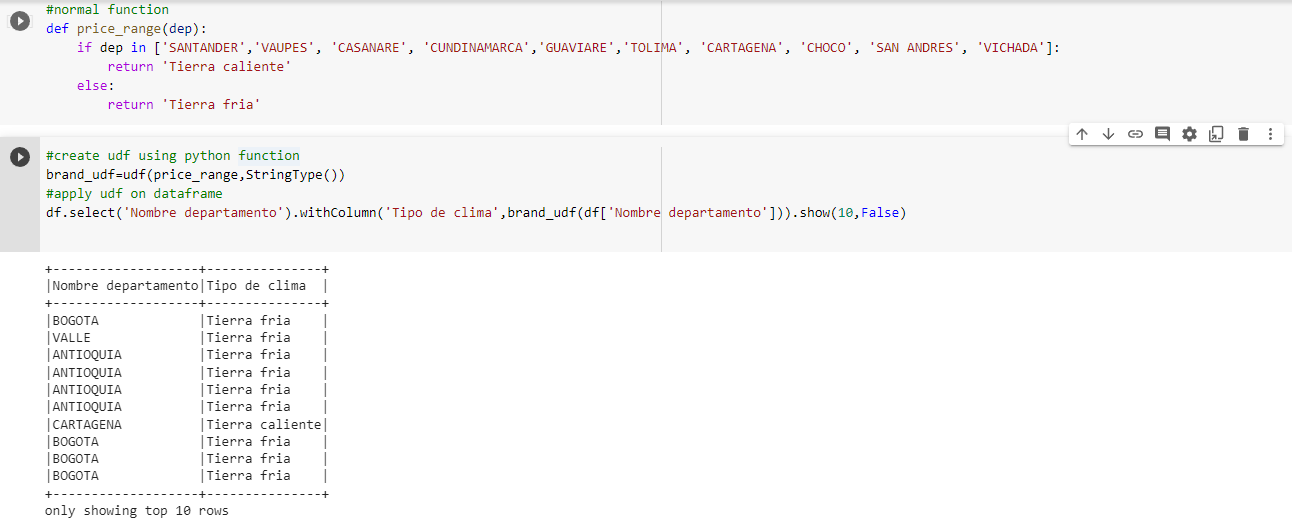 #normal function
def price_range(dep):
    if dep in ['SANTANDER','VAUPES', 'CASANARE', 'CUNDINAMARCA','GUAVIARE','TOLIMA', 'CARTAGENA', 'CHOCO', 'SAN ANDRES', 'VICHADA']:
        return 'Tierra caliente'
    else:
        return 'Tierra fria'
#create udf using python function
brand_udf=udf(price_range,StringType())
#apply udf on dataframe
df.select('Nombre departamento').withColumn('Tipo de clima',brand_udf(df['Nombre departamento'])).show(10,False)
+-------------------+---------------+
|Nombre departamento|Tipo de clima  |
+-------------------+---------------+
|BOGOTA             |Tierra fria    |
|VALLE              |Tierra fria    |
|ANTIOQUIA          |Tierra fria    |
|ANTIOQUIA          |Tierra fria    |
|ANTIOQUIA          |Tierra fria    |
|ANTIOQUIA          |Tierra fria    |
|CARTAGENA          |Tierra caliente|
|BOGOTA             |Tierra fria    |
|BOGOTA             |Tierra fria    |
|BOGOTA             |Tierra fria    |
+-------------------+---------------+
only showing top 10 rows